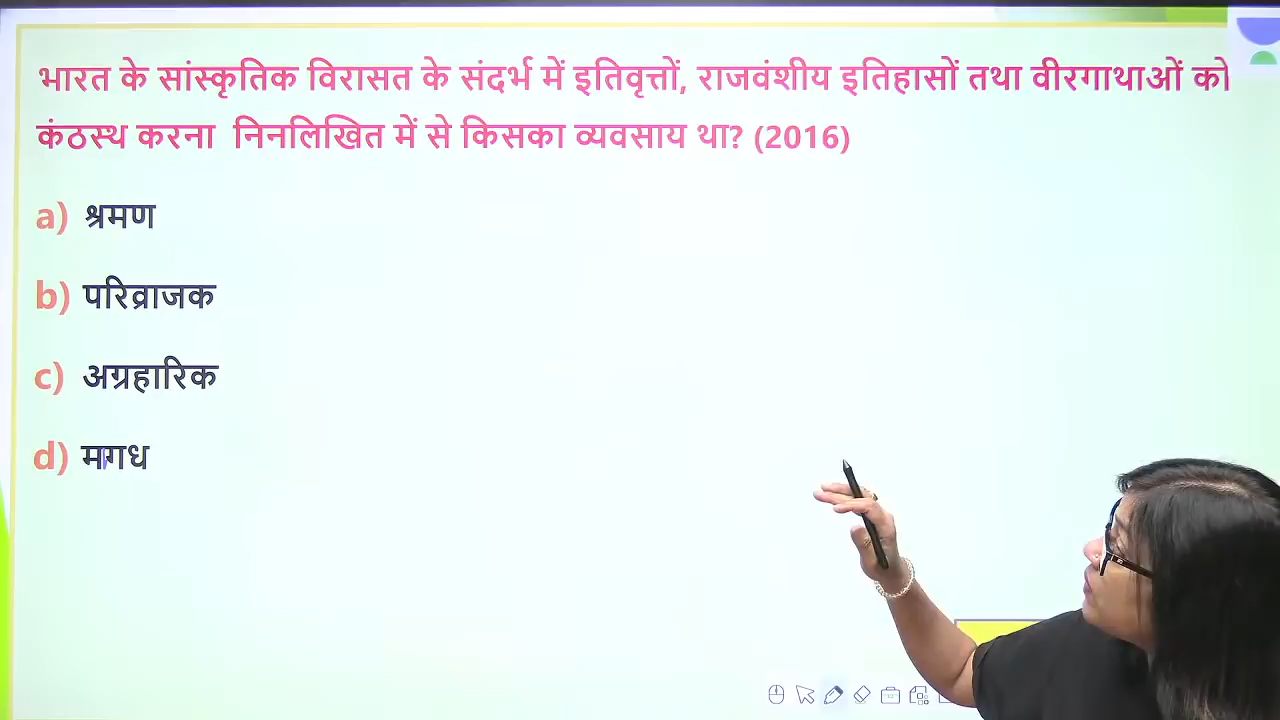 भारत के सांस्कृतिक विरासत के संदर्भ में इतिवृत्तों, राजवंशीय इतिहासों तथा वीरगाथाओं को
कंठस्थ करना निनलिखित में से किसका व्यवसाय था? (2016)
a) श्रमण
b) परिव्राजक
c) अग्रहारिक
d) मगध